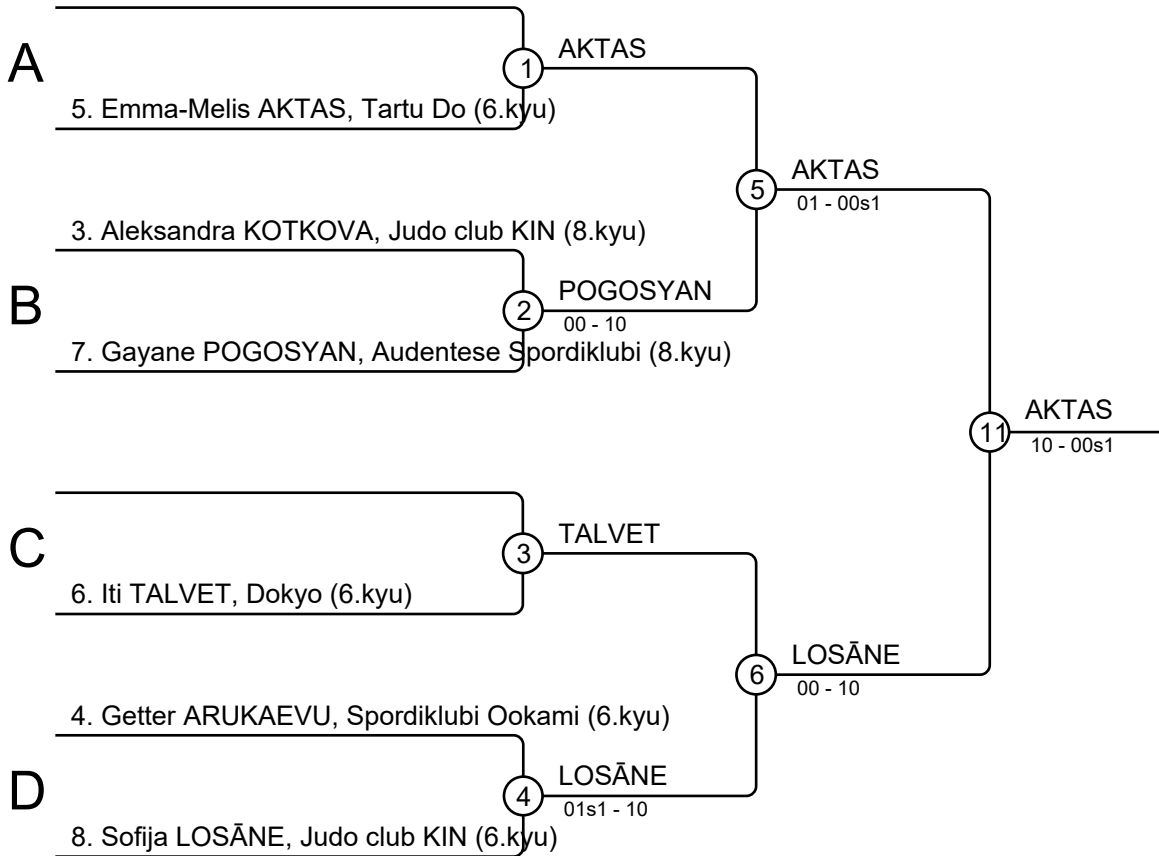 A
1
AKTAS
5. Emma-Melis AKTAS, Tartu Do (6.kyu)
5
AKTAS
01 - 00s1
3. Aleksandra KOTKOVA, Judo club KIN (8.kyu)
B
2
POGOSYAN
00 - 10
7. Gayane POGOSYAN, Audentese Spordiklubi (8.kyu)
11
AKTAS
10 - 00s1
C
3
TALVET
6. Iti TALVET, Dokyo (6.kyu)
6
LOSĀNE
00 - 10
4. Getter ARUKAEVU, Spordiklubi Ookami (6.kyu)
D
4
LOSĀNE
01s1 - 10
8. Sofija LOSĀNE, Judo club KIN (6.kyu)